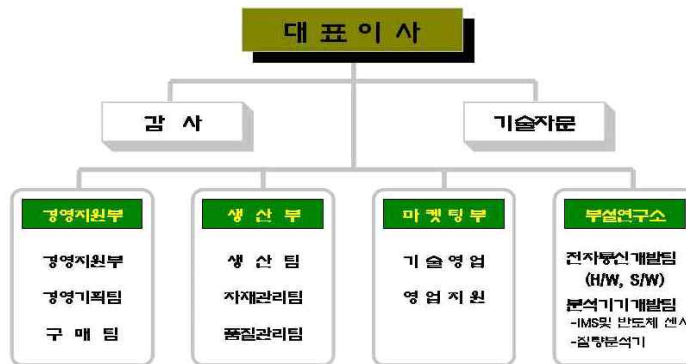 대 표 이 사
감 사
기술자문
경영지원부
생 산 부
마 켓 팅 부
부설연구소
경영지원부
경영기획팀
구 매 팀
생 산 팀
자재관리팀
품질관리팀
기 술 영 업
영 업 지 원
전자통신개발팀
(H/W, S/W)
분석기기개발팀
-IMS및 반도체 센서
-질량분석기